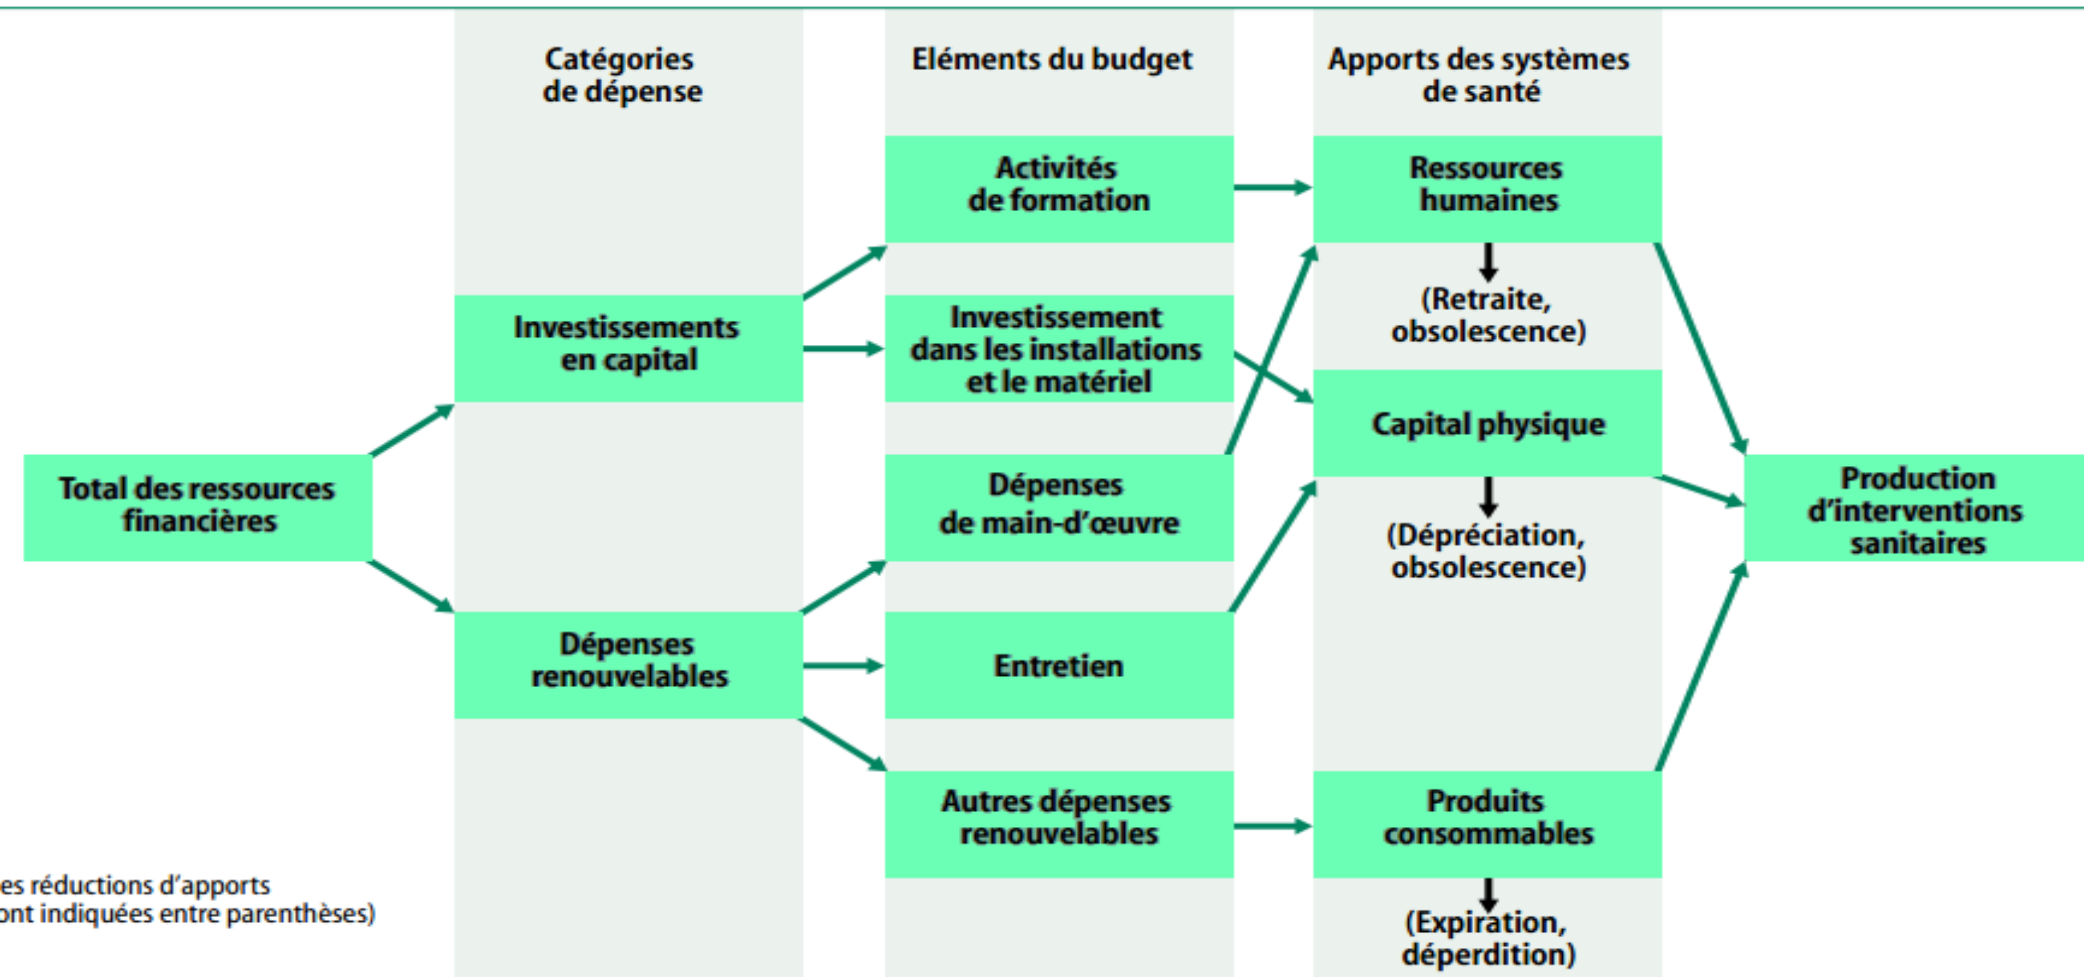 Catégories
de dépense
Eléments du budget
Apports des systèmes
de santé
Activités
de formation
Ressources
humaines
(Retraite,
obsolescence)
Investissements
en capital
Investissement
dans les installations
et le matériel
Capital physique
(Dépréciation,
obsolescence)
Total des ressources
financières
Dépenses
de main-d’œuvre
Production
d’interventions
sanitaires
Dépenses
renouvelables
Entretien
Autres dépenses
renouvelables
Produits
consommables
(Expiration,
déperdition)
es réductions d’apports
ont indiquées entre parenthèses)